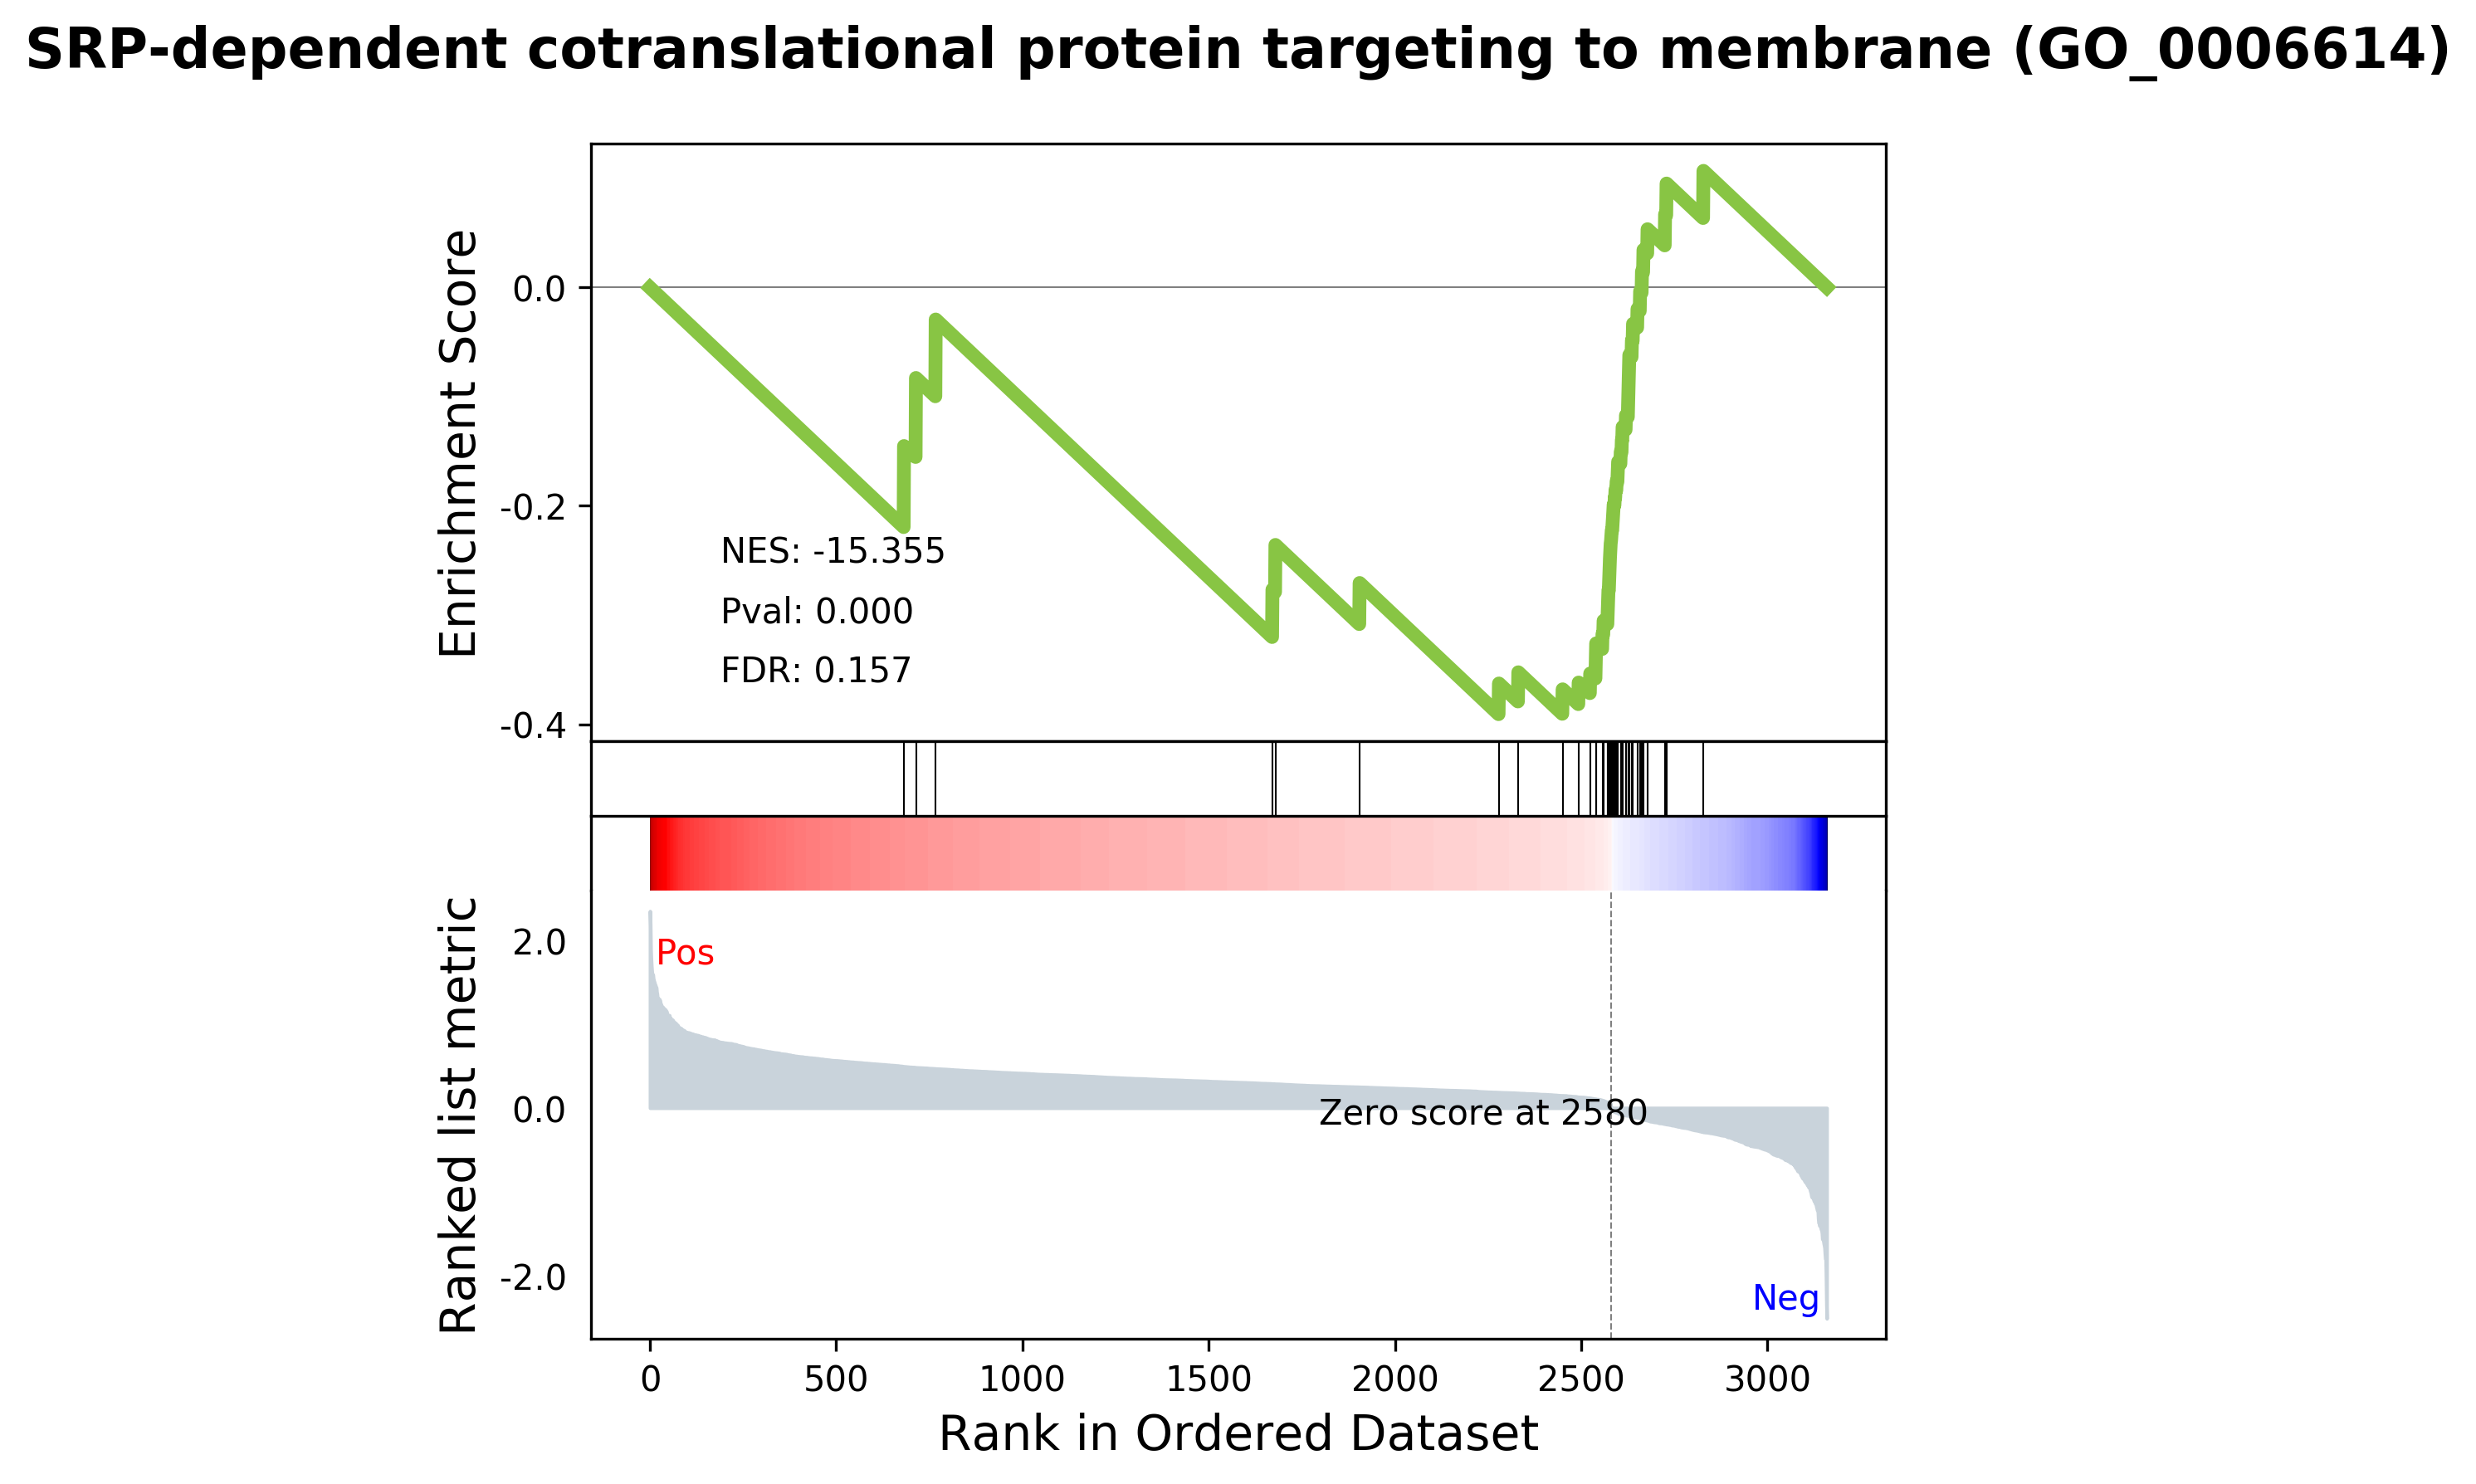 SRP-dependent cotranslational protein targeting to membrane (GO_0006614)
Enrichment Score
0.0
-0.2
-0.4
NES: -15.355
Pval: 0.000
FDR: 0.157
Ranked list metric
2.0
0.0
-2.0
Pos
Zero score at 2580
Neg
0 500 1000 1500 2000 2500 3000
Rank in Ordered Dataset